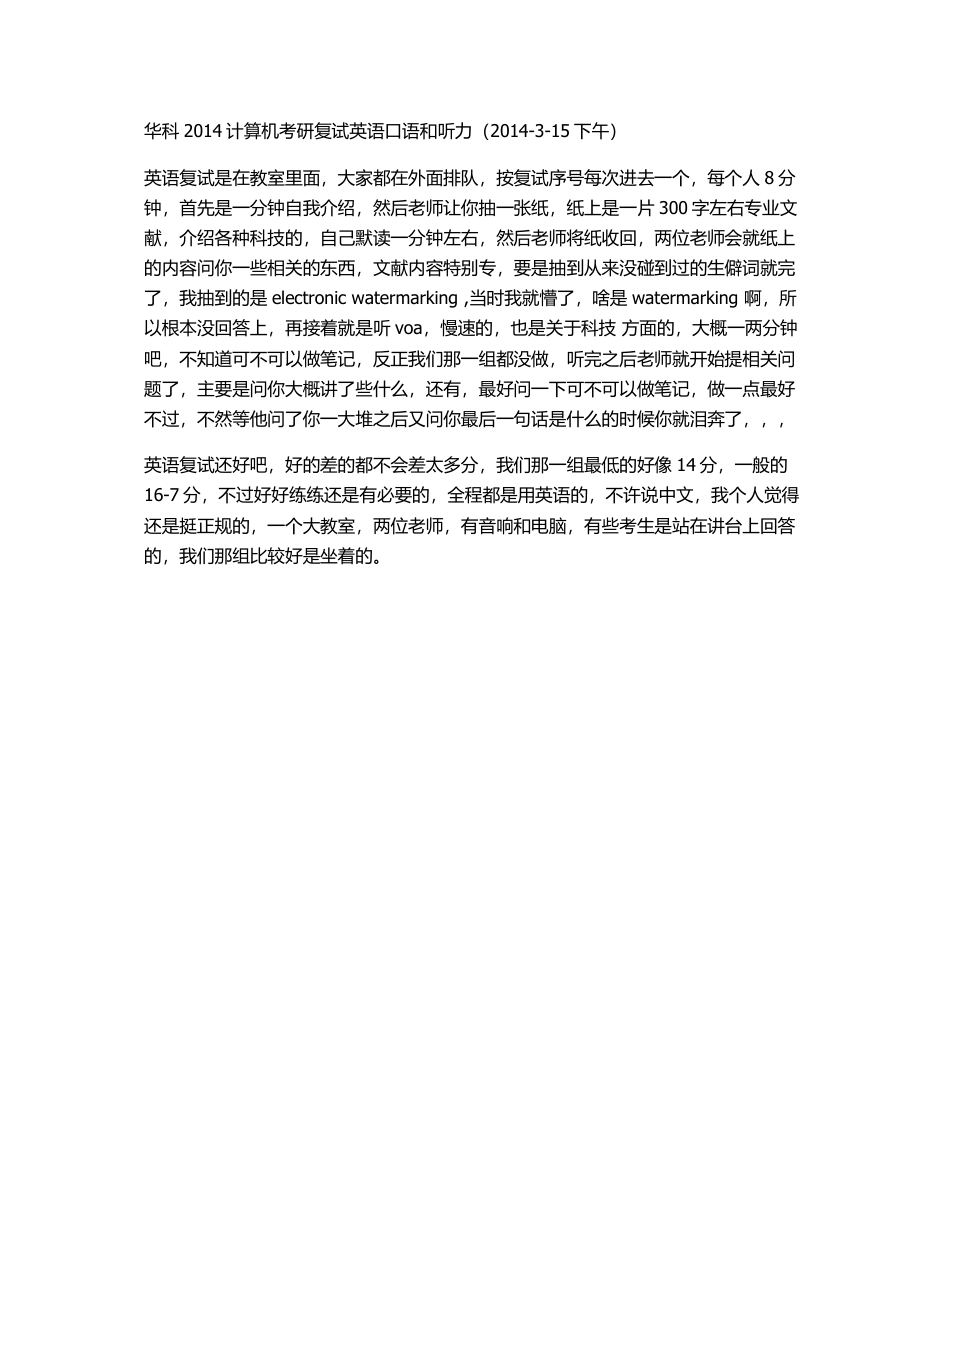 华科 2014 计算机考研复试英语口语和听力（2014-3-15 下午）
英语复试是在教室里面，大家都在外面排队，按复试序号每次进去一个，每个人 8 分
钟，首先是一分钟自我介绍，然后老师让你抽一张纸，纸上是一片 300 字左右专业文
献，介绍各种科技的，自己默读一分钟左右，然后老师将纸收回，两位老师会就纸上
的内容问你一些相关的东西，文献内容特别专，要是抽到从来没碰到过的生僻词就完
了，我抽到的是 electronic watermarking ,当时我就懵了，啥是 watermarking 啊，所
以根本没回答上，再接着就是听 voa，慢速的，也是关于科技 方面的，大概一两分钟
吧，不知道可不可以做笔记，反正我们那一组都没做，听完之后老师就开始提相关问
题了，主要是问你大概讲了些什么，还有，最好问一下可不可以做笔记，做一点最好
不过，不然等他问了你一大堆之后又问你最后一句话是什么的时候你就泪奔了，，，
英语复试还好吧，好的差的都不会差太多分，我们那一组最低的好像 14 分，一般的
16-7 分，不过好好练练还是有必要的，全程都是用英语的，不许说中文，我个人觉得
还是挺正规的，一个大教室，两位老师，有音响和电脑，有些考生是站在讲台上回答
的，我们那组比较好是坐着的。